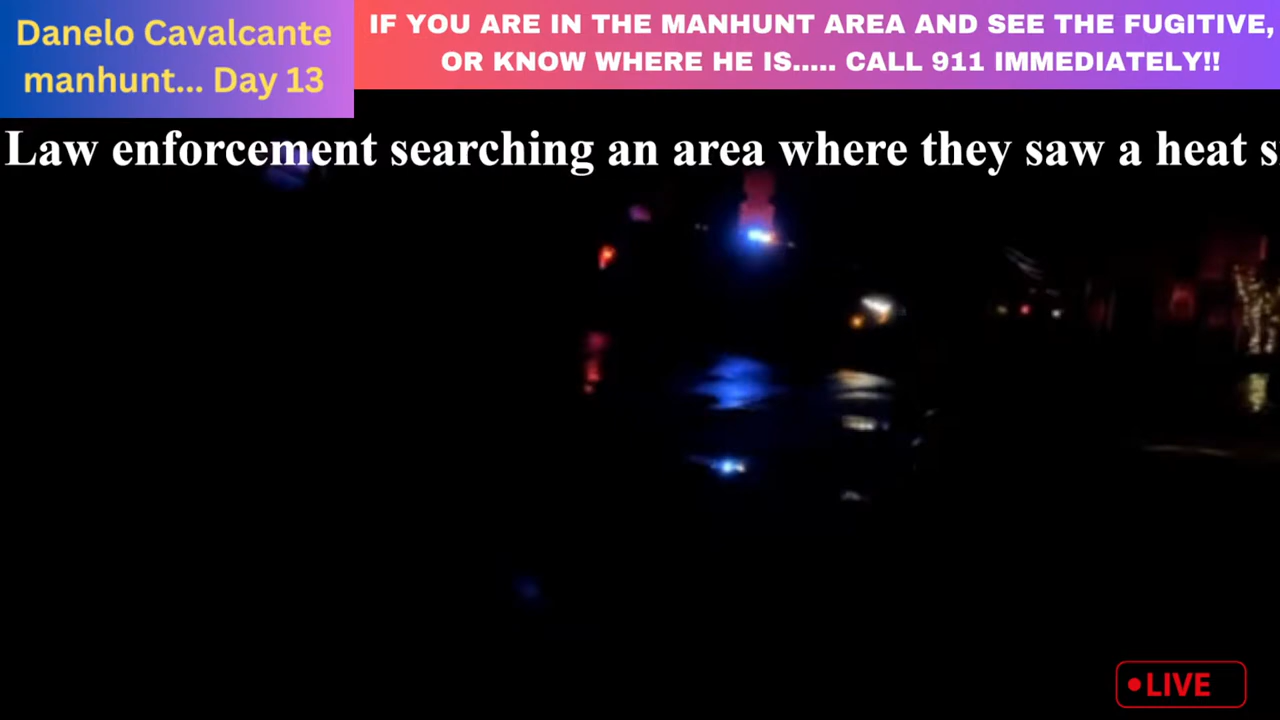 Danelo Cavalcante
manhunt... Day 13
IF YOU ARE IN THE MANHUNT AREA AND SEE THE FUGITIVE,
OR KNOW WHERE HE IS..... CALL 911 IMMEDIATELY!!
Law enforcement searching an area where they saw a heat s
LIVE